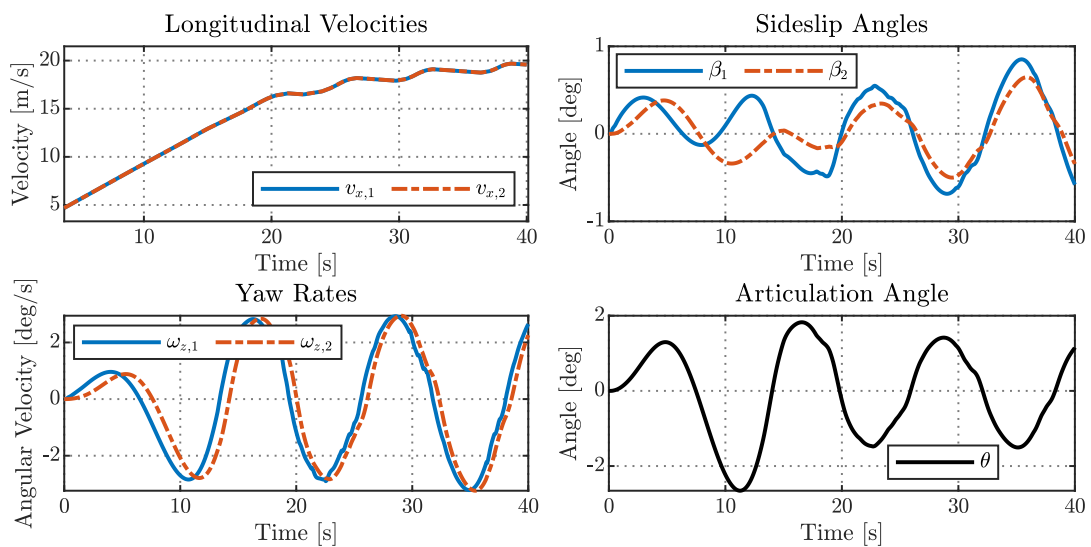 Longitudinal Velocities
Velocity [m/s]
20
15
10
5
v_{x,1} v_{x,2}
10 20 30 40
Time [s]
Sideslip Angles
Angle [deg]
1
0
-1
β_1 β_2
0 10 20 30 40
Time [s]
Yaw Rates
Angular Velocity [deg/s]
2
0
-2
ω_{z,1} ω_{z,2}
0 10 20 30 40
Time [s]
Articulation Angle
Angle [deg]
2
0
-2
θ
0 10 20 30 40
Time [s]